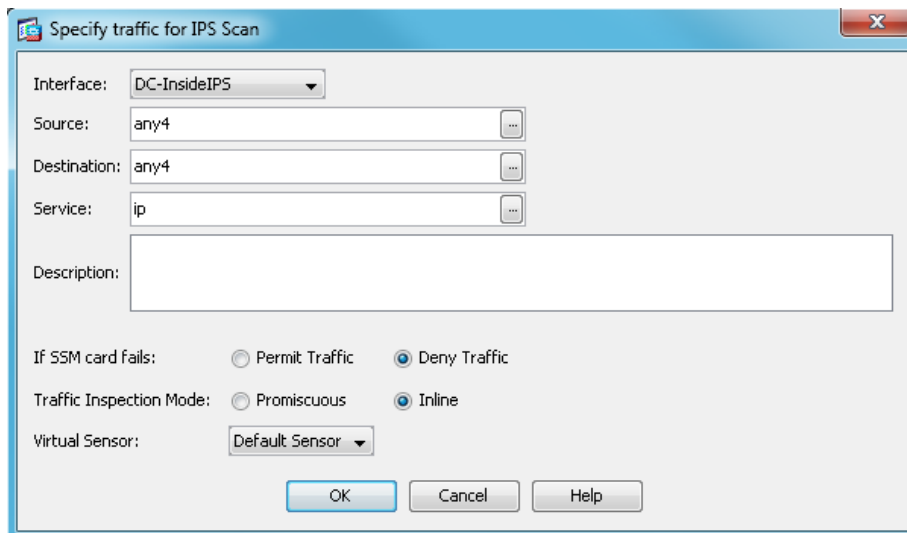 Specify traffic for IPS Scan
Interface: DC-InsideIPS
Source: any4 ...
Destination: any4 ...
Service: ip ...
Description:
If SSM card fails: Permit Traffic Deny Traffic
Traffic Inspection Mode: Promiscuous Inline
Virtual Sensor: Default Sensor
OK Cancel Help